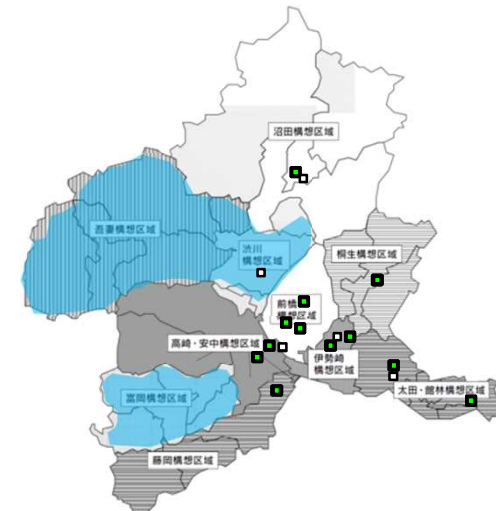 沼田構想区域
吾妻構想区域
渋川
構想区域
桐生構想区域
前橋
構想区域
高崎・安中構想区域
伊勢崎
構想区域
富岡構想区域
太田・館林構想区域
藤岡構想区域